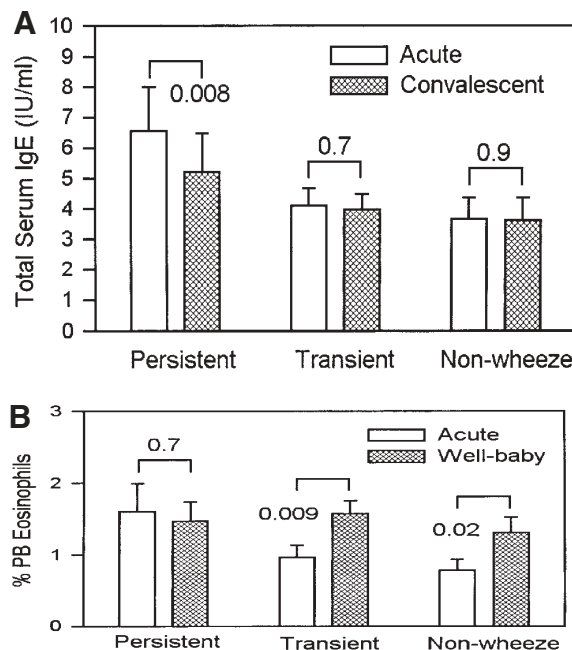 A
Total Serum IgE (IU/ml)
10
9
8
7
6
5
4
3
2
1
0
Acute
Convalescent
0.008
0.7
0.9
Persistent Transient Non-wheeze
B
% PB Eosinophils
3
2
1
0
Acute
Well-baby
0.7
0.009
0.02
Persistent Transient Non-wheeze